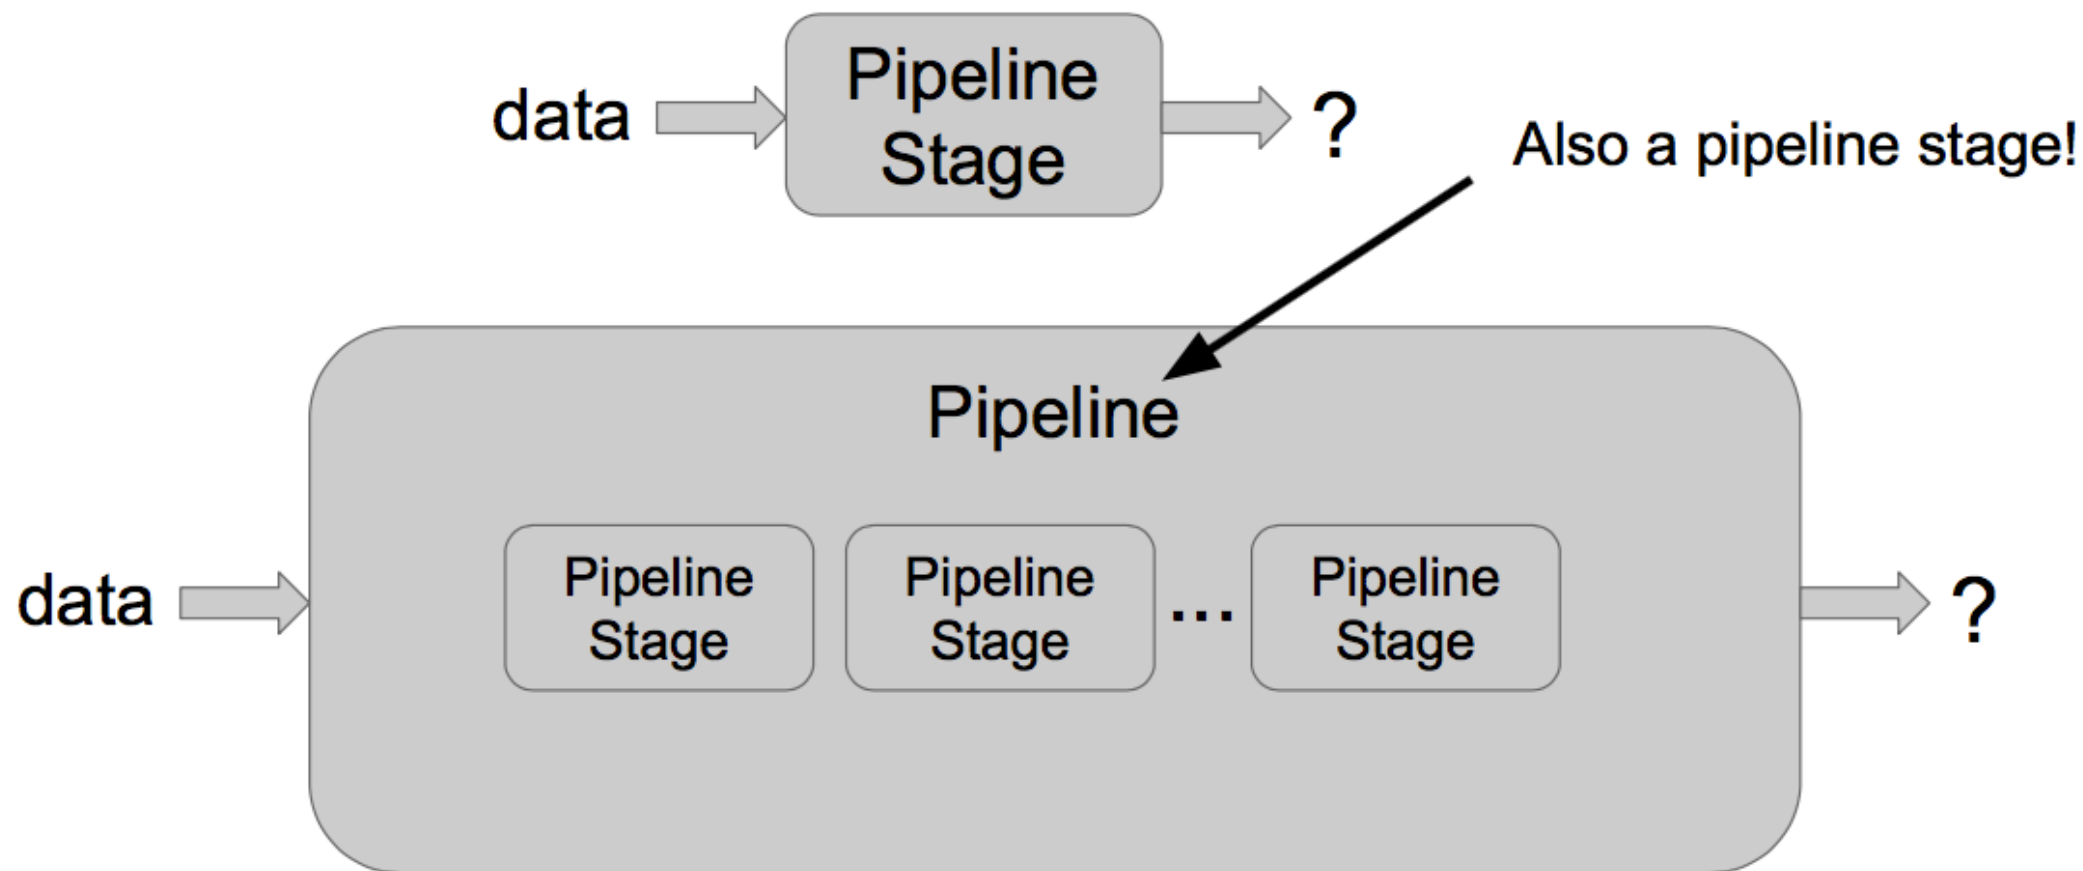 Pipeline
Stage
data
?
Also a pipeline stage!
Pipeline
data
Pipeline
Stage
Pipeline
Stage
...
Pipeline
Stage
?